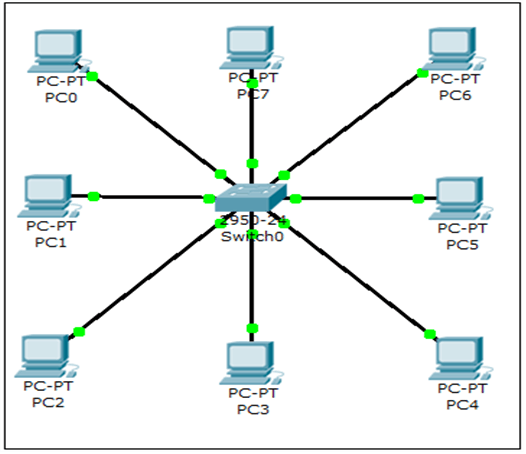 PC-PT
PC0
PC-PT
PC7
PC-PT
PC6
PC-PT
PC1
2950-24
Switch0
PC-PT
PC5
PC-PT
PC2
PC-PT
PC3
PC-PT
PC4